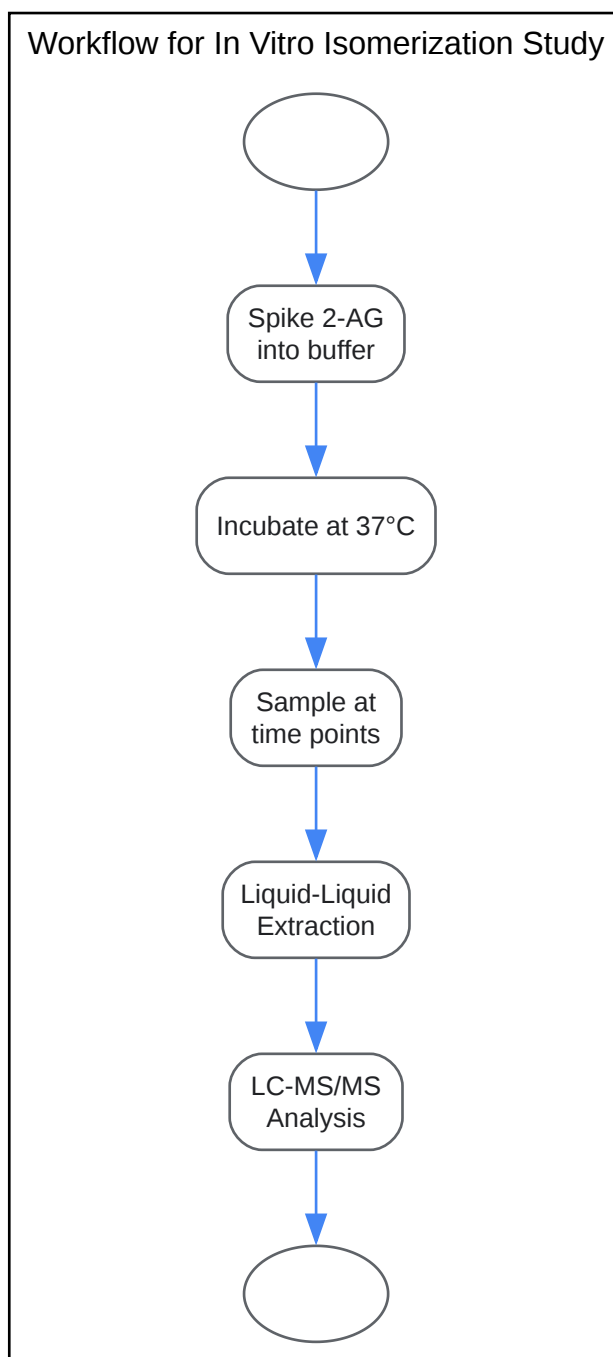 Workflow for In Vitro Isomerization Study
Spike 2-AG
into buffer
Incubate at 37°C
Sample at
time points
Liquid-Liquid
Extraction
LC-MS/MS
Analysis